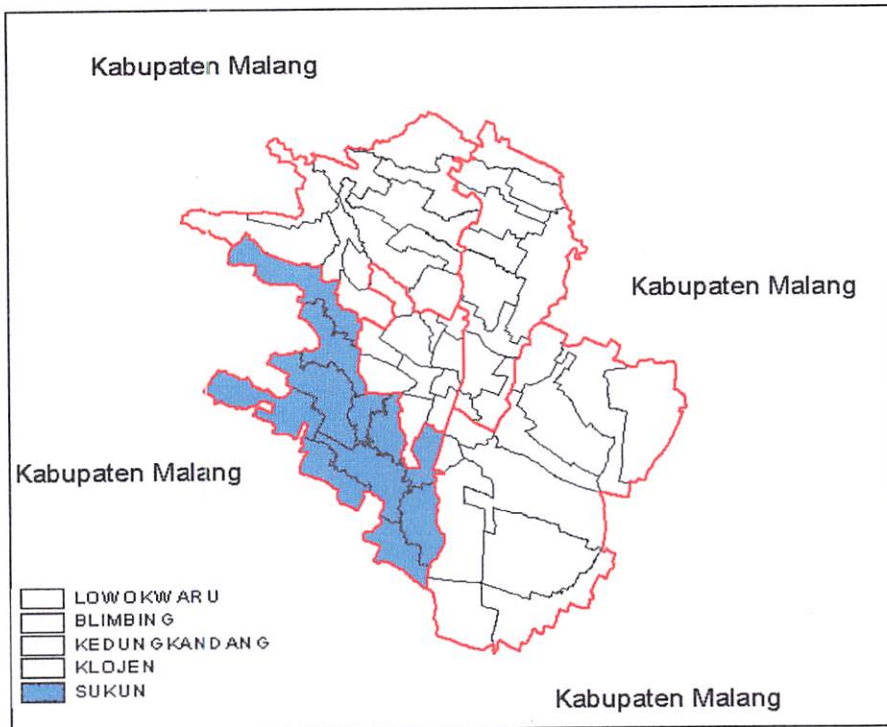 Kabupaten Malang
Kabupaten Malang
Kabupaten Malang
LOWOKWARU
BLIMBING
KEDUNGKANDANG
KLOJEN
SUKUN
Kabupaten Malang